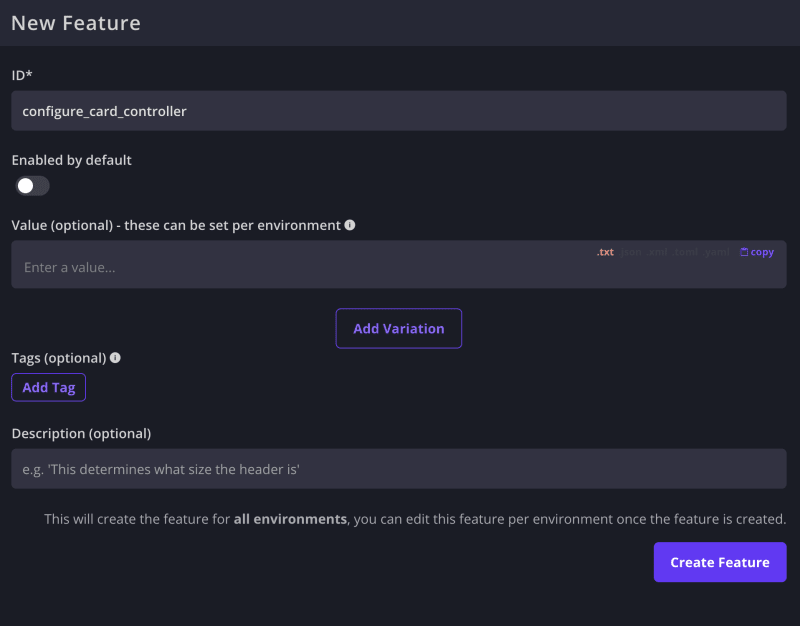 New Feature
ID*
configure_card_controller
Enabled by default
Value (optional) - these can be set per environment
.txt .json .xml .toml .yaml copy
Enter a value...
Add Variation
Tags (optional)
Add Tag
Description (optional)
e.g. 'This determines what size the header is'
This will create the feature for all environments, you can edit this feature per environment once the feature is created.
Create Feature